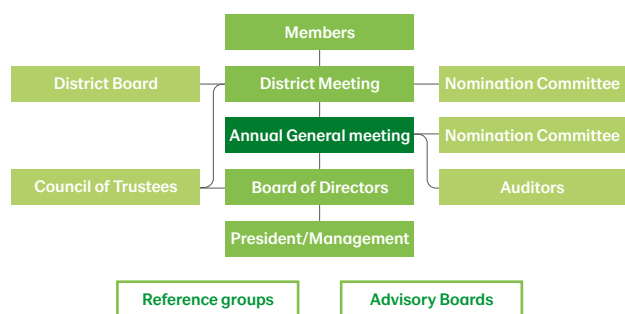 Members
District Board
District Meeting
Nomination Committee
Annual General meeting
Nomination Committee
Council of Trustees
Board of Directors
Auditors
President/Management
Reference groups
Advisory Boards